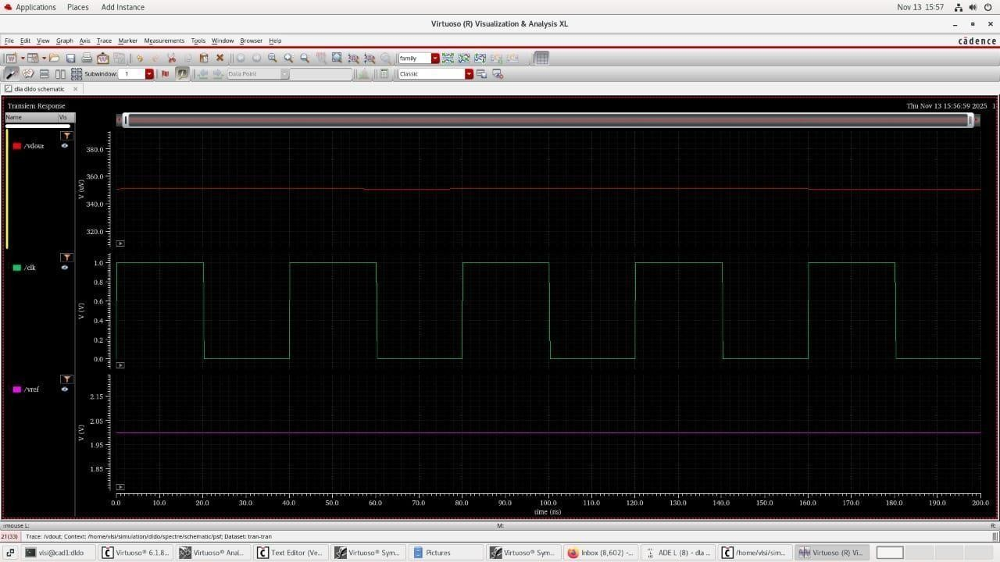 Applications Places Add Instance Nov 13 15:57
Virtuoso (R) Visualization & Analysis XL
File Edit View Graph Axis Trace Marker Measurements Tools Window Browser Help
cādence
family
Subwindow: 1 Data Point Classic
dla dldo schematic
Transient Response Thu Nov 13 15:56:59 2025 1
Name Vis
/vdout
380.0
360.0
340.0
320.0
V (uV)
/clk
1.0
0.8
0.6
0.4
0.2
0.0
V (V)
/vref
2.15
2.05
1.95
1.85
V (V)
0.0 10.0 20.0 30.0 40.0 50.0 60.0 70.0 80.0 90.0 100.0 110.0 120.0 130.0 140.0 150.0 160.0 170.0 180.0 190.0 200.0
time (ns)
mouse L: M: R:
21(33) Trace: /vdout; Context: /home/vlsi/simulation/dldo/spectre/schematic/psf; Dataset: tran-tran
vlsi@cad1:dldo Virtuoso® 6.1.8... Virtuoso® Anal... Text Editor (Ve... Virtuoso® Sym... Pictures Virtuoso® Sym... Inbox (8,602) -... ADE L (8) - dla ... /home/vlsi/sim... Virtuoso (R) Vi...